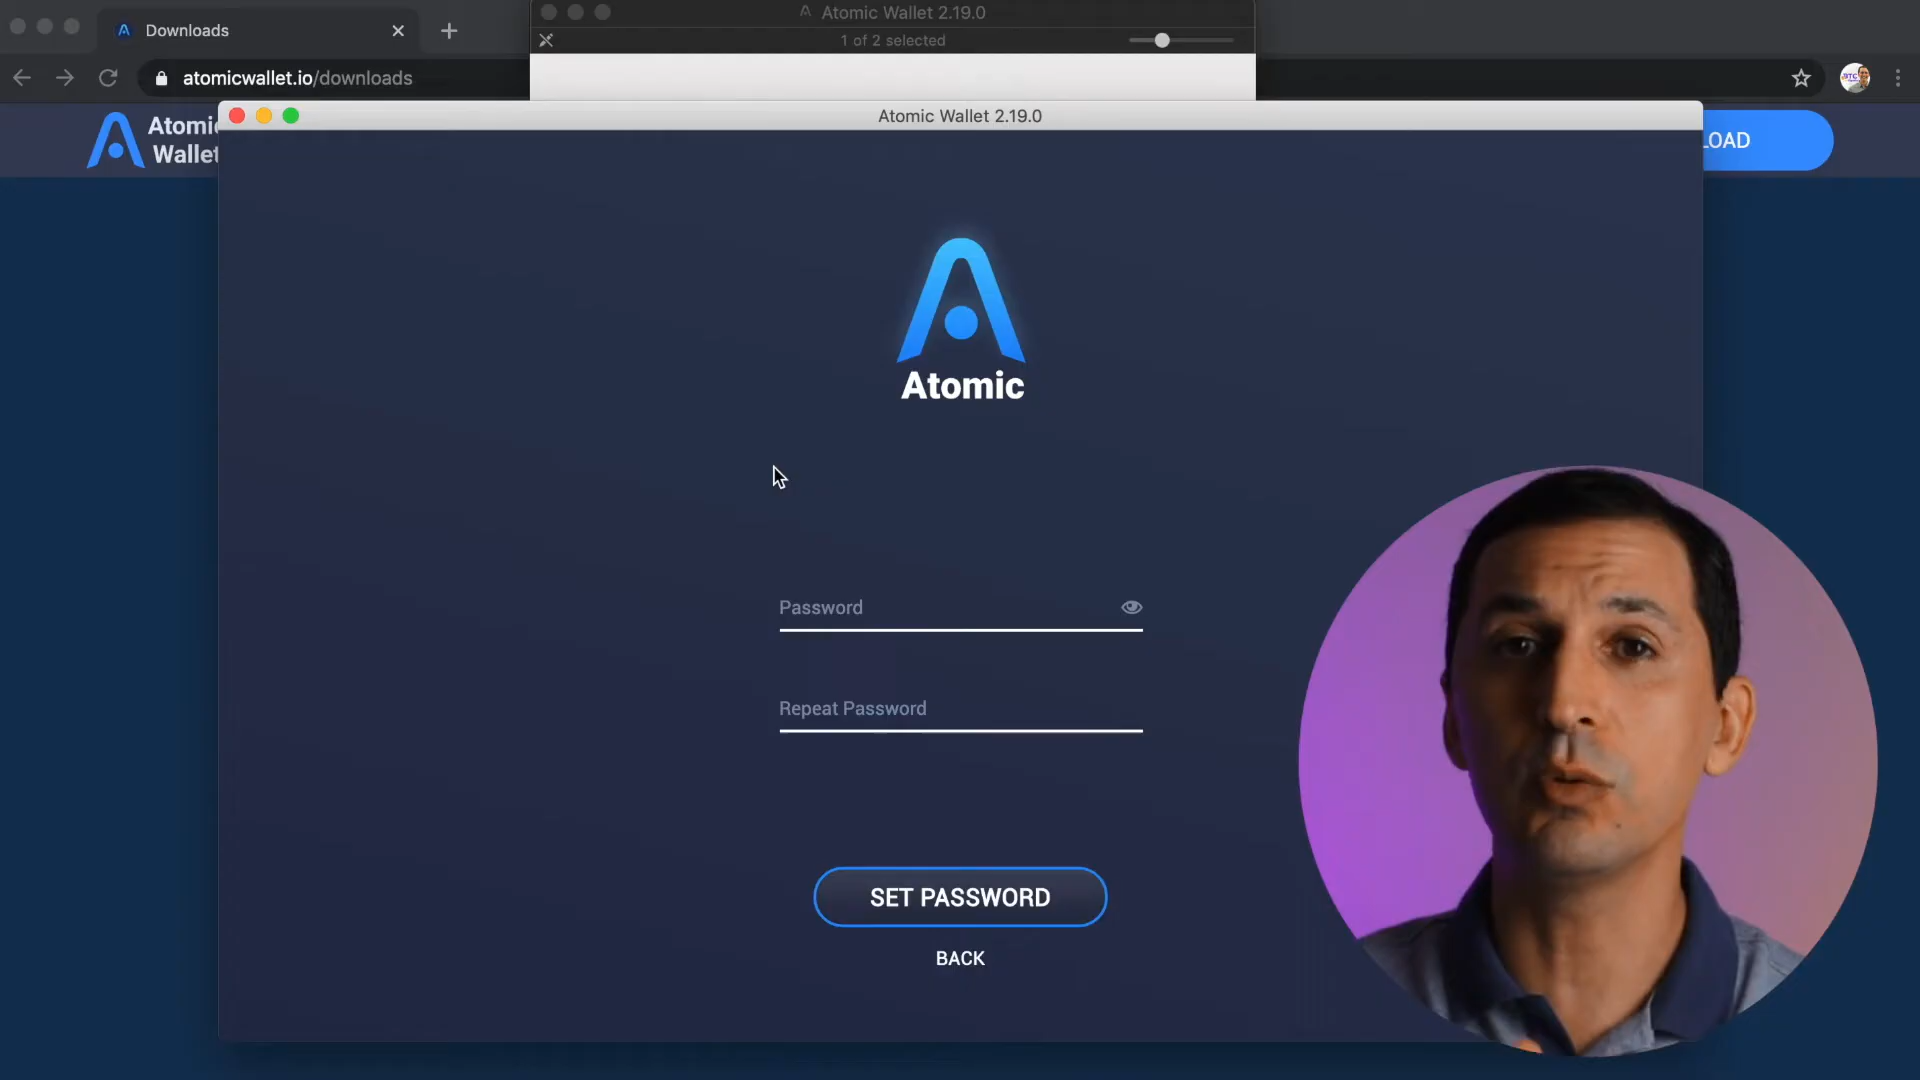 Downloads
Atomic Wallet 2.19.0
1 of 2 selected
atomicwallet.io/downloads
Atomic Wallet 2.19.0
Atomic
Wallet
LOAD
Atomic
Password
Repeat Password
SET PASSWORD
BACK